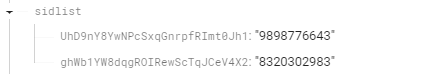 sidlist
UhD9nY8YwNPcSxqGnrpfRImt0Jh1: "9898776643"
ghWb1YW8dqgROIRewScTqJCeV4X2: "8320302983"